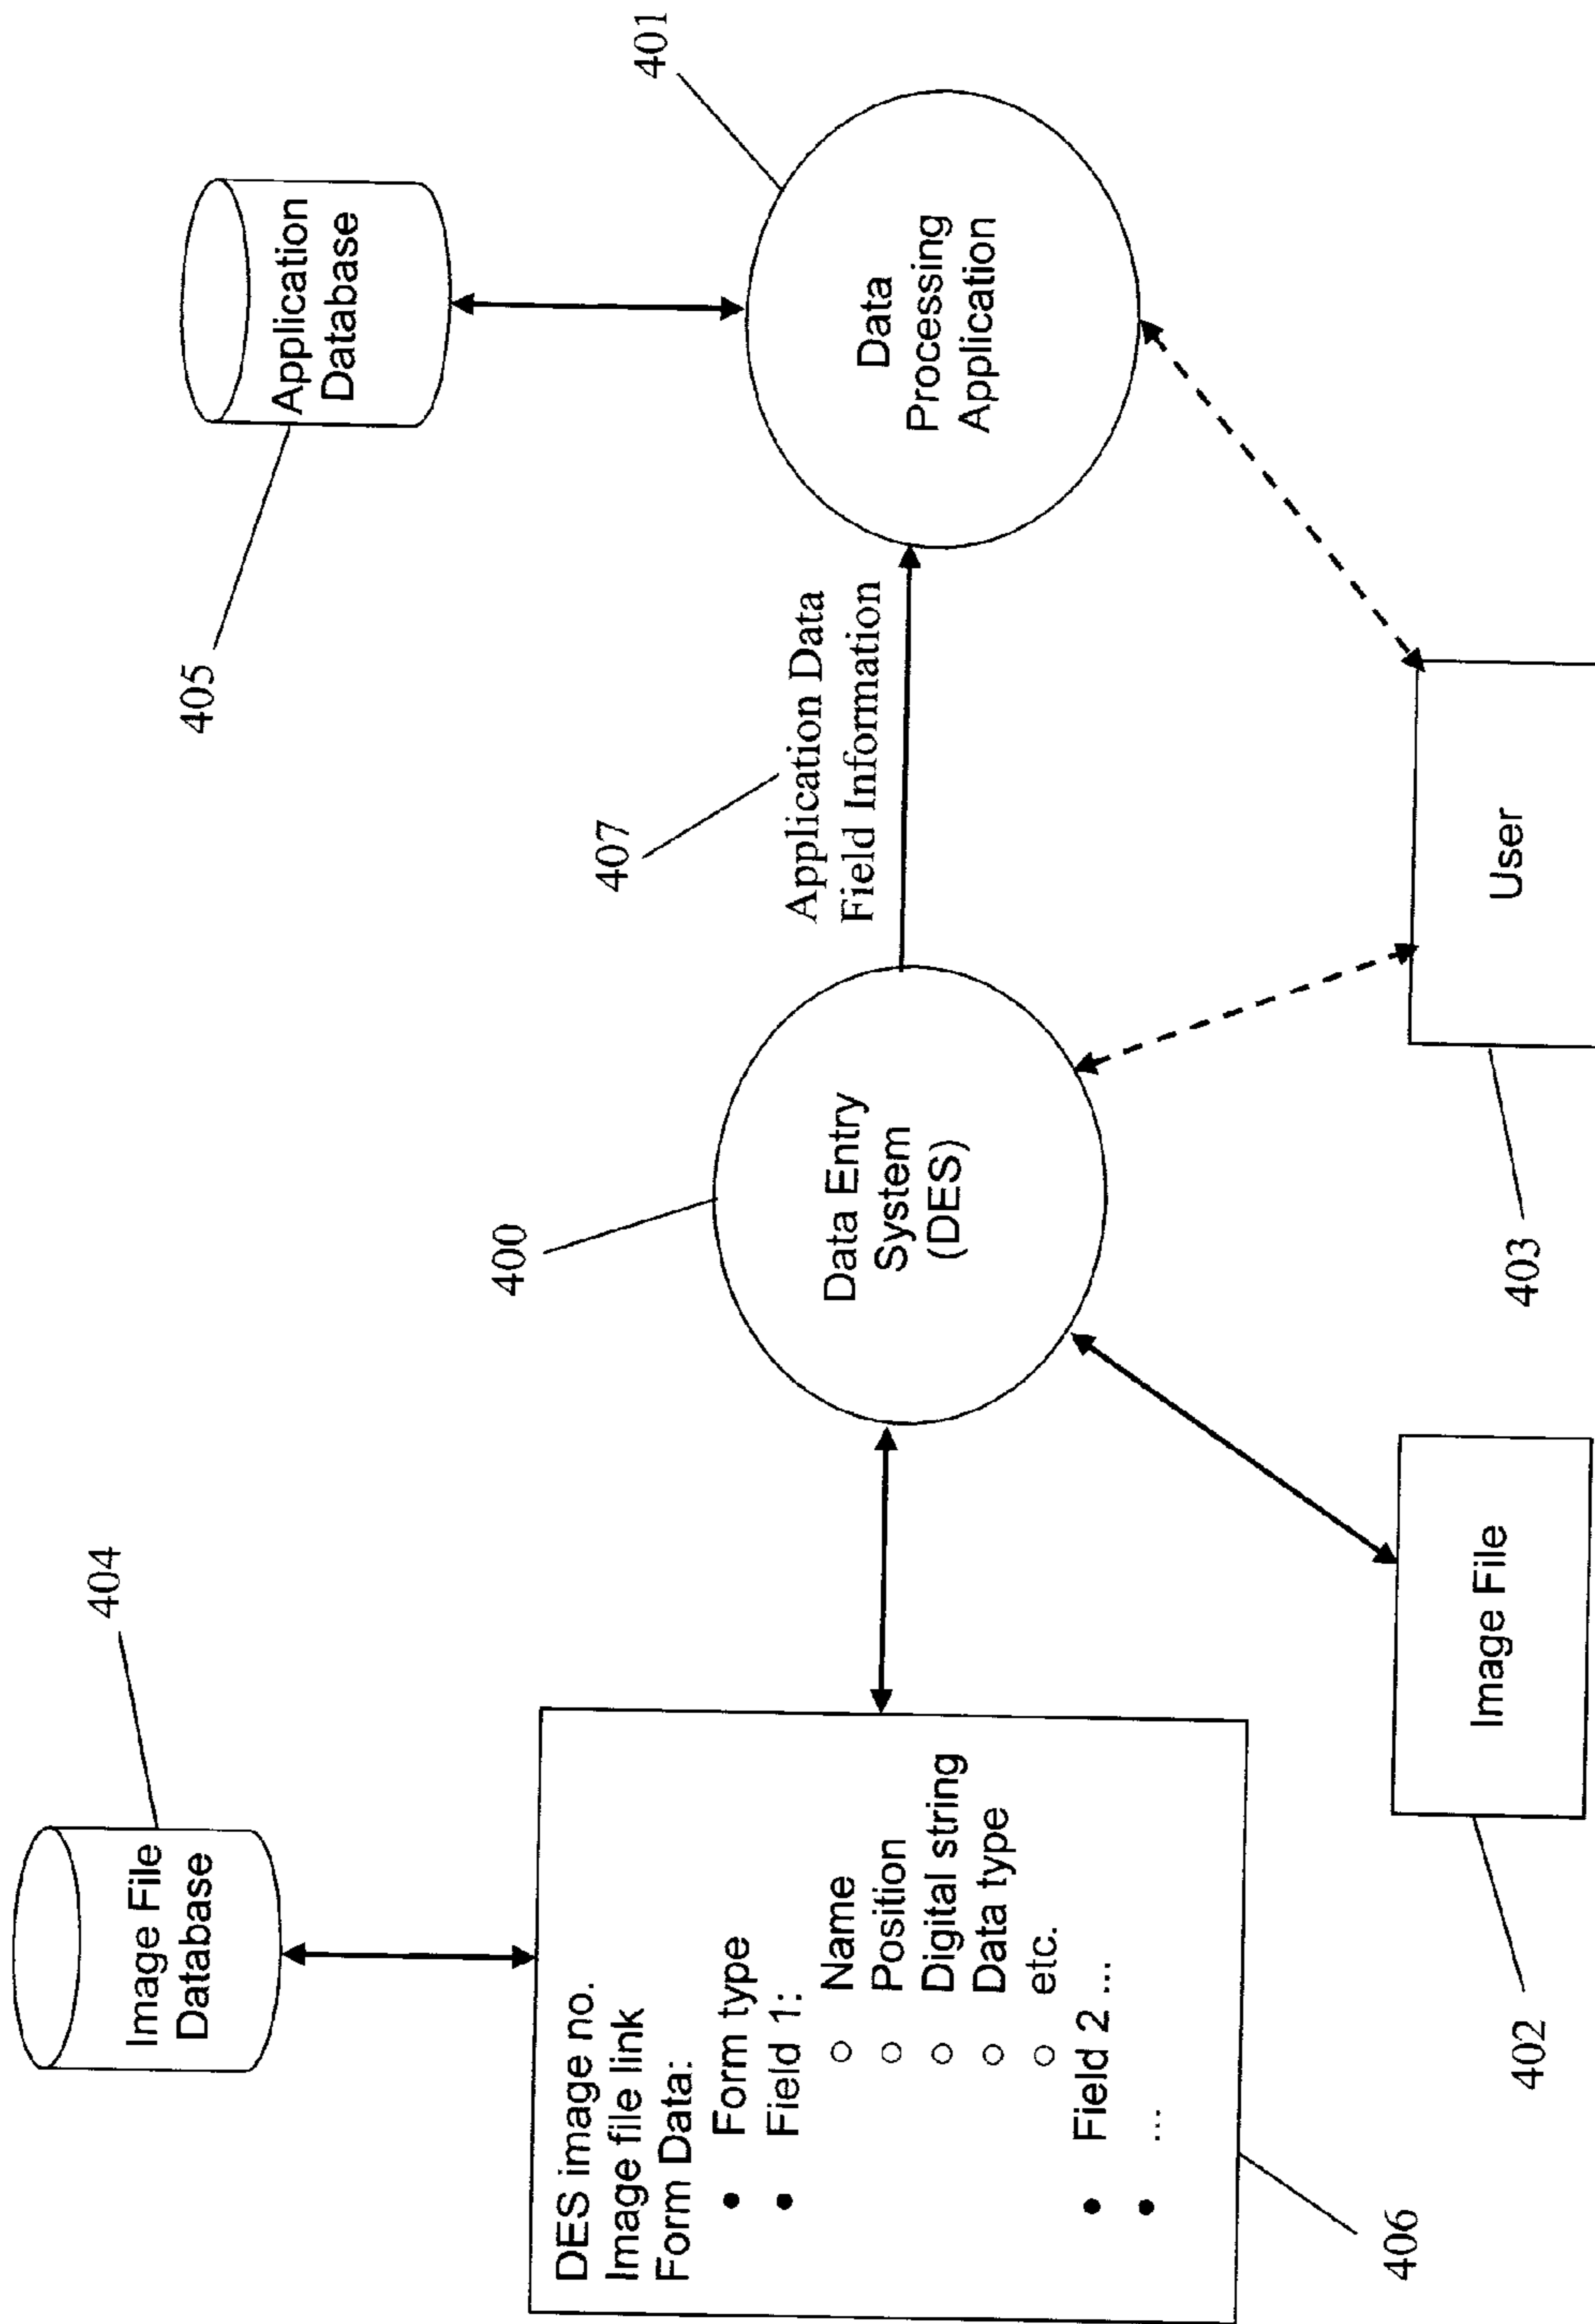 404
Image File
Database
DES image no.
Image file link
Form Data:
• Form type
• Field 1:
○ Name
○ Position
○ Digital string
○ Data type
○ etc.
• Field 2 ...
• ...
406
Image File
402
400
Data Entry
System
(DES)
407
Application Data
Field Information
User
403
405
Application
Database
401
Data
Processing
Application